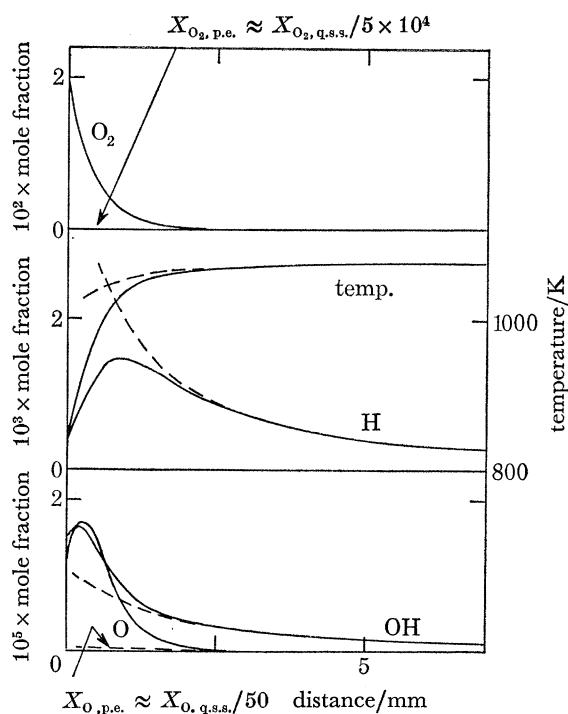 X_{O₂, p.e.} ≈ X_{O₂, q.s.s.}/5 × 10⁴
10² × mole fraction
2
O₂
0
10³ × mole fraction
temp.
2
H
0
1000
800
temperature/K
10⁵ × mole fraction
2
O
OH
0
5
X_{O, p.e.} ≈ X_{O, q.s.s.}/50 distance/mm